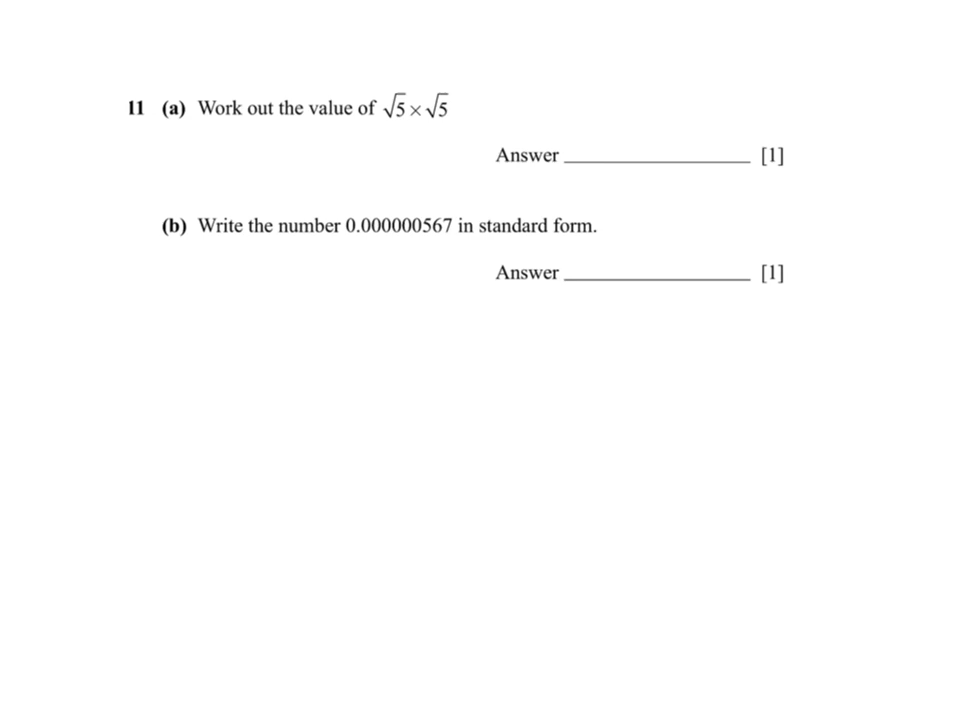 11 (a) Work out the value of √5 × √5
Answer ____________________ [1]
(b) Write the number 0.000000567 in standard form.
Answer ____________________ [1]